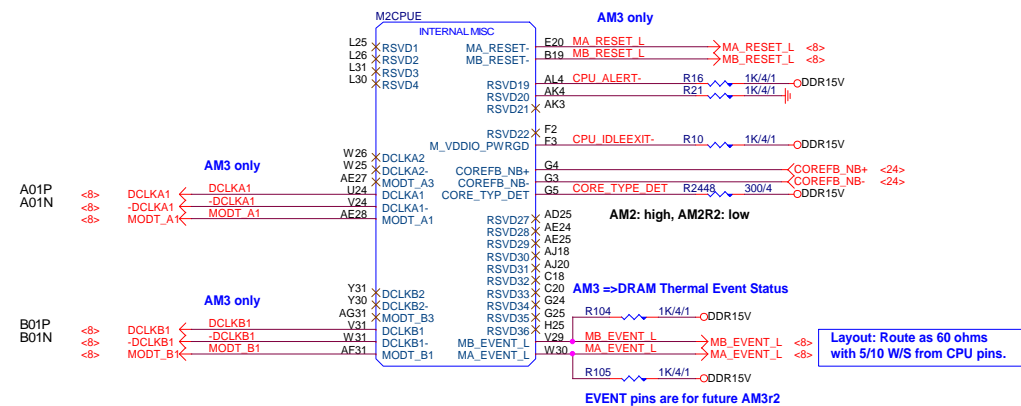 M2CPUE
AM3 only
INTERNAL MISC
L25 RSVD1 MA_RESET- E20 MA_RESET_L MA_RESET_L <8>
L26 RSVD2 MB_RESET- B19 MB_RESET_L MB_RESET_L <8>
L31 RSVD3
L30 RSVD4 RSVD19 AL4 CPU_ALERT- R16 1K/4/1 DDR15V
RSVD20 AK4 R21 1K/4/1
RSVD21 AK3
RSVD22 F2
M_VDDIO_PWRGD F3 CPU_IDLEEXIT- R10 1K/4/1 DDR15V
W26 DCLKA2
AM3 only W25 DCLKA2- COREFB_NB+ G4 COREFB_NB+ <24>
AE27 MODT_A3 COREFB_NB- G3 COREFB_NB- <24>
A01P <8> DCLKA1 DCLKA1 U24 DCLKA1 CORE_TYP_DET G5 CORE_TYPE_DET R2448 300/4 DDR15V
A01N <8> -DCLKA1 -DCLKA1 V24 DCLKA1-
<8> MODT_A1 MODT_A1 AE28 MODT_A1
AM2: high, AM2R2: low
RSVD27 AD25
RSVD28 AE24
RSVD29 AE25
RSVD30 AJ18
RSVD31 AJ20
RSVD32 C18
RSVD33 C20
RSVD34 G24
RSVD35 G25
RSVD36 H25
AM3 =>DRAM Thermal Event Status
Y31 DCLKB2
AM3 only Y30 DCLKB2-
AG31 MODT_B3
R104 1K/4/1 DDR15V
B01P <8> DCLKB1 DCLKB1 V31 DCLKB1
B01N <8> -DCLKB1 -DCLKB1 W31 DCLKB1- MB_EVENT_L V29 MB_EVENT_L MB_EVENT_L <8>
<8> MODT_B1 MODT_B1 AF31 MODT_B1 MA_EVENT_L W30 MA_EVENT_L MA_EVENT_L <8>
Layout: Route as 60 ohms
with 5/10 W/S from CPU pins.
R105 1K/4/1 DDR15V
EVENT pins are for future AM3r2